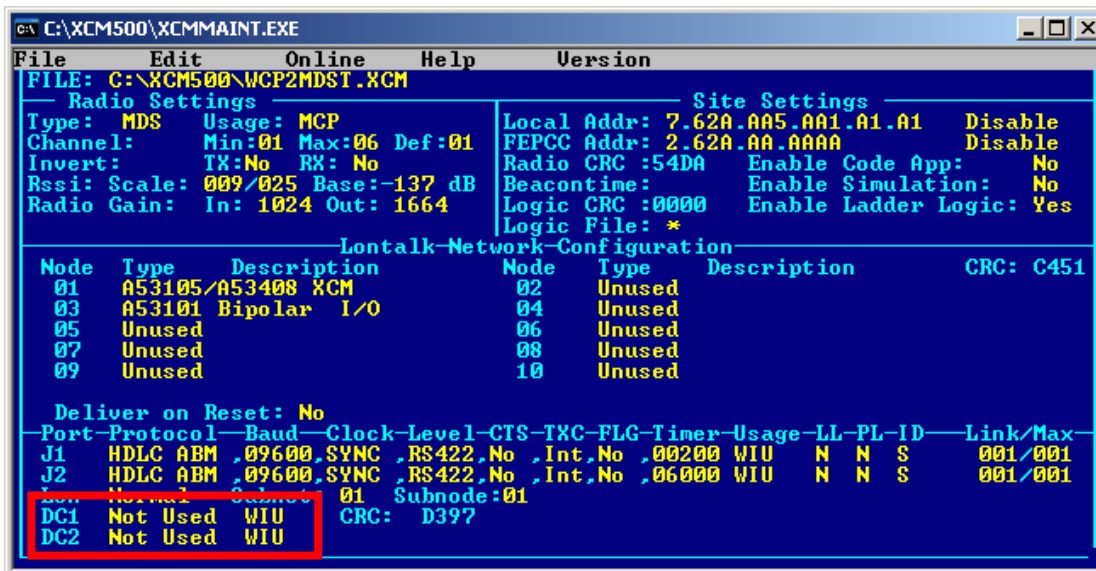 C:\XCM500\XCMMAINT.EXE
File Edit Online Help Version
FILE: C:\XCM500\WCP2MDST.XCM
Radio Settings
Type: MDS Usage: MCP
Channel: Min:01 Max:06 Def:01
Invert: TX:No RX: No
Rssi: Scale: 009/025 Base:-137 dB
Radio Gain: In: 1024 Out: 1664
Site Settings
Local Addr: 7.62A.AA5.AA1.A1.A1 Disable
FEPCC Addr: 2.62A.AA.AAAA Disable
Radio CRC :54DA Enable Code App: No
Beacontime: Enable Simulation: No
Logic CRC :0000 Enable Ladder Logic: Yes
Logic File: *
Lontalk-Network-Configuration
Node Type Description Node Type Description CRC: C451
01 A53105/A53408 XCM 02 Unused
03 A53101 Bipolar I/O 04 Unused
05 Unused 06 Unused
07 Unused 08 Unused
09 Unused 10 Unused
Deliver on Reset: No
Port-Protocol-Baud-Clock-Level-CTS-TXC-FLG-Timer-Usage-LL-PL-ID-Link/Max
J1 HDLC ABM ,09600,SYNC ,RS422,No ,Int,No ,00200 WIU N N S 001/001
J2 HDLC ABM ,09600,SYNC ,RS422,No ,Int,No ,06000 WIU N N S 001/001
Lon Normal Subnet: 01 Subnode:01
DC1 Not Used WIU CRC: D397
DC2 Not Used WIU